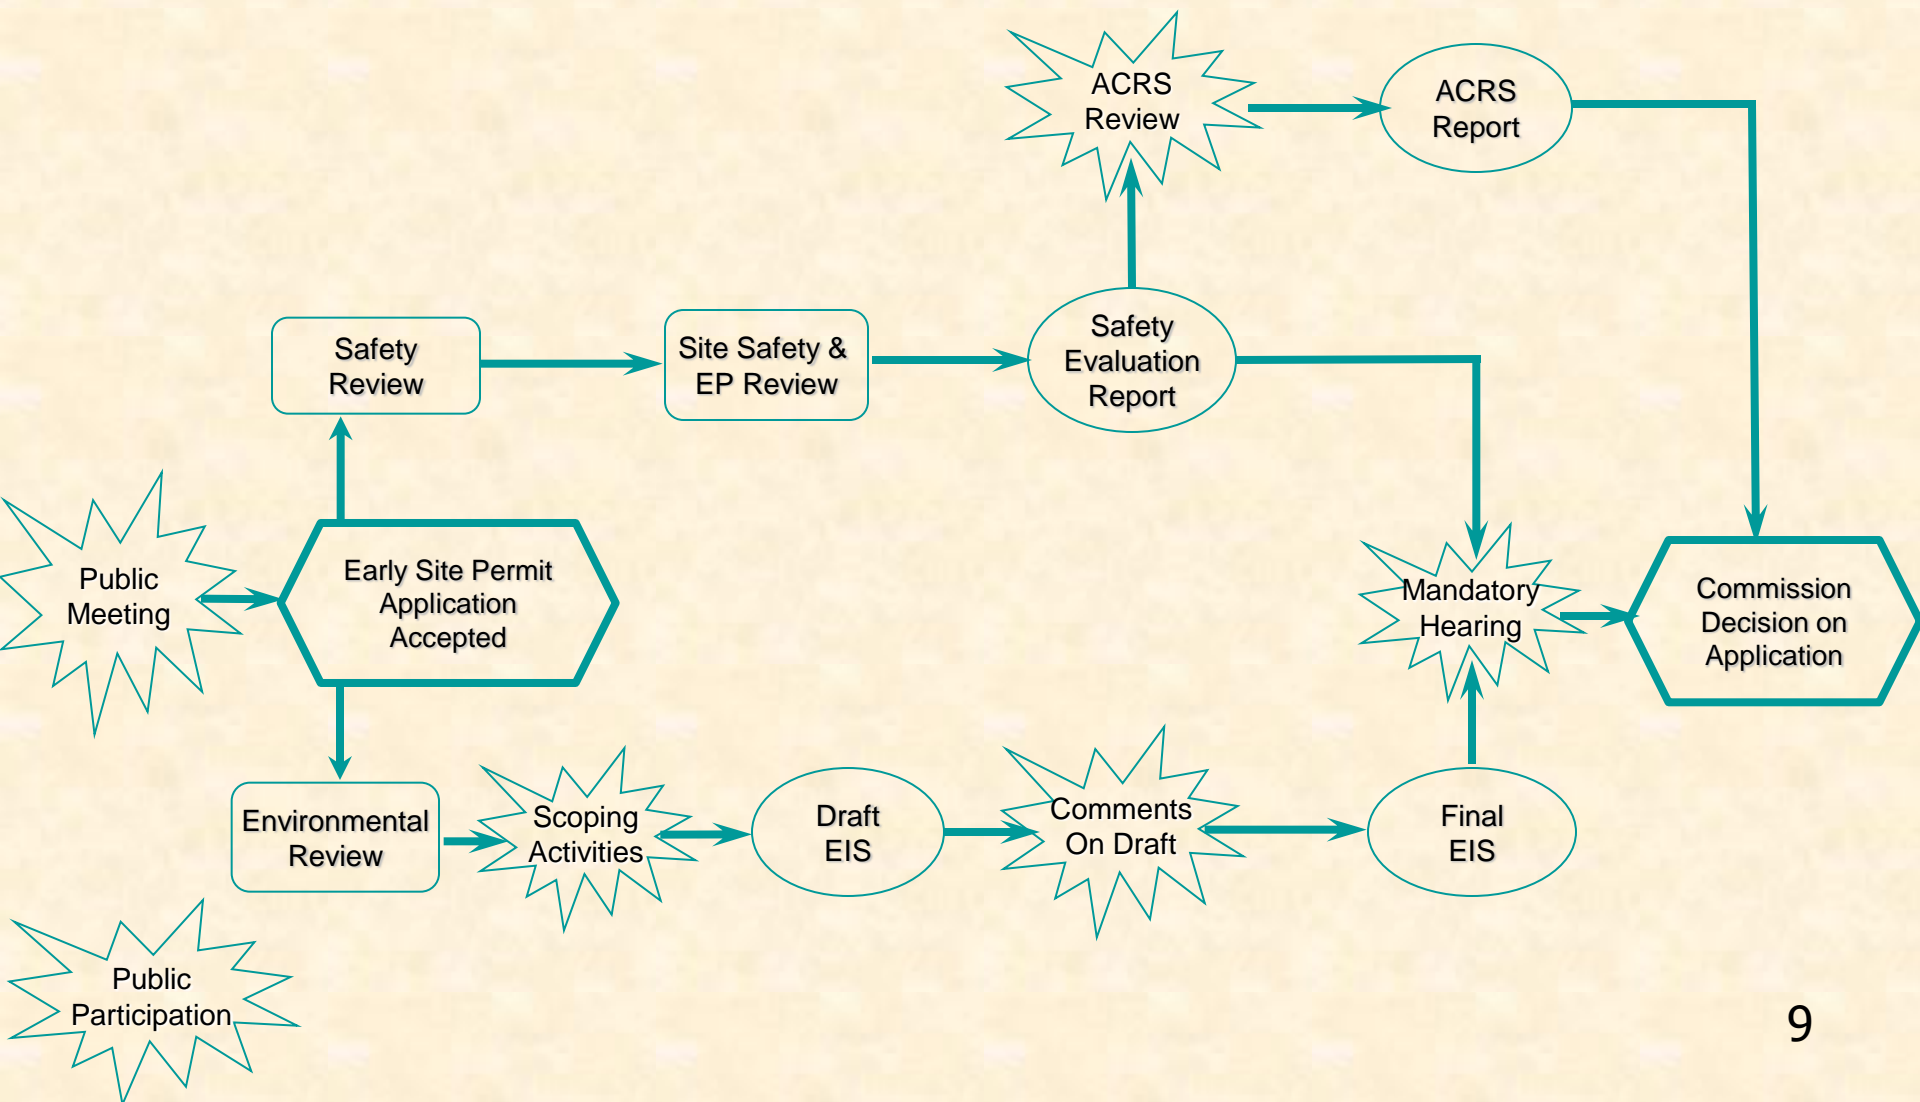 ACRS
Review
ACRS
Report
Safety
Review
Site Safety &
EP Review
Safety
Evaluation
Report
Public
Meeting
Early Site Permit
Application
Accepted
Mandatory
Hearing
Commission
Decision on
Application
Environmental
Review
Scoping
Activities
Draft
EIS
Comments
On Draft
Final
EIS
Public
Participation
9